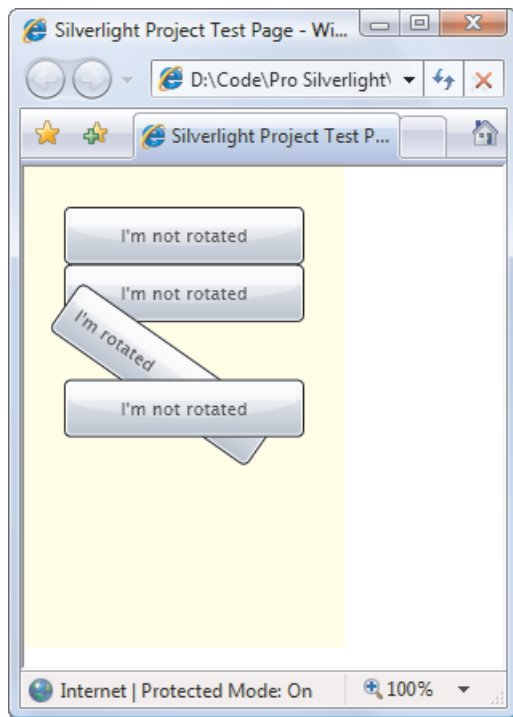 Silverlight Project Test Page - Wi...
D:\Code\Pro Silverlight\
Silverlight Project Test P...
I'm not rotated
I'm not rotated
I'm rotated
I'm not rotated
Internet | Protected Mode: On
100%